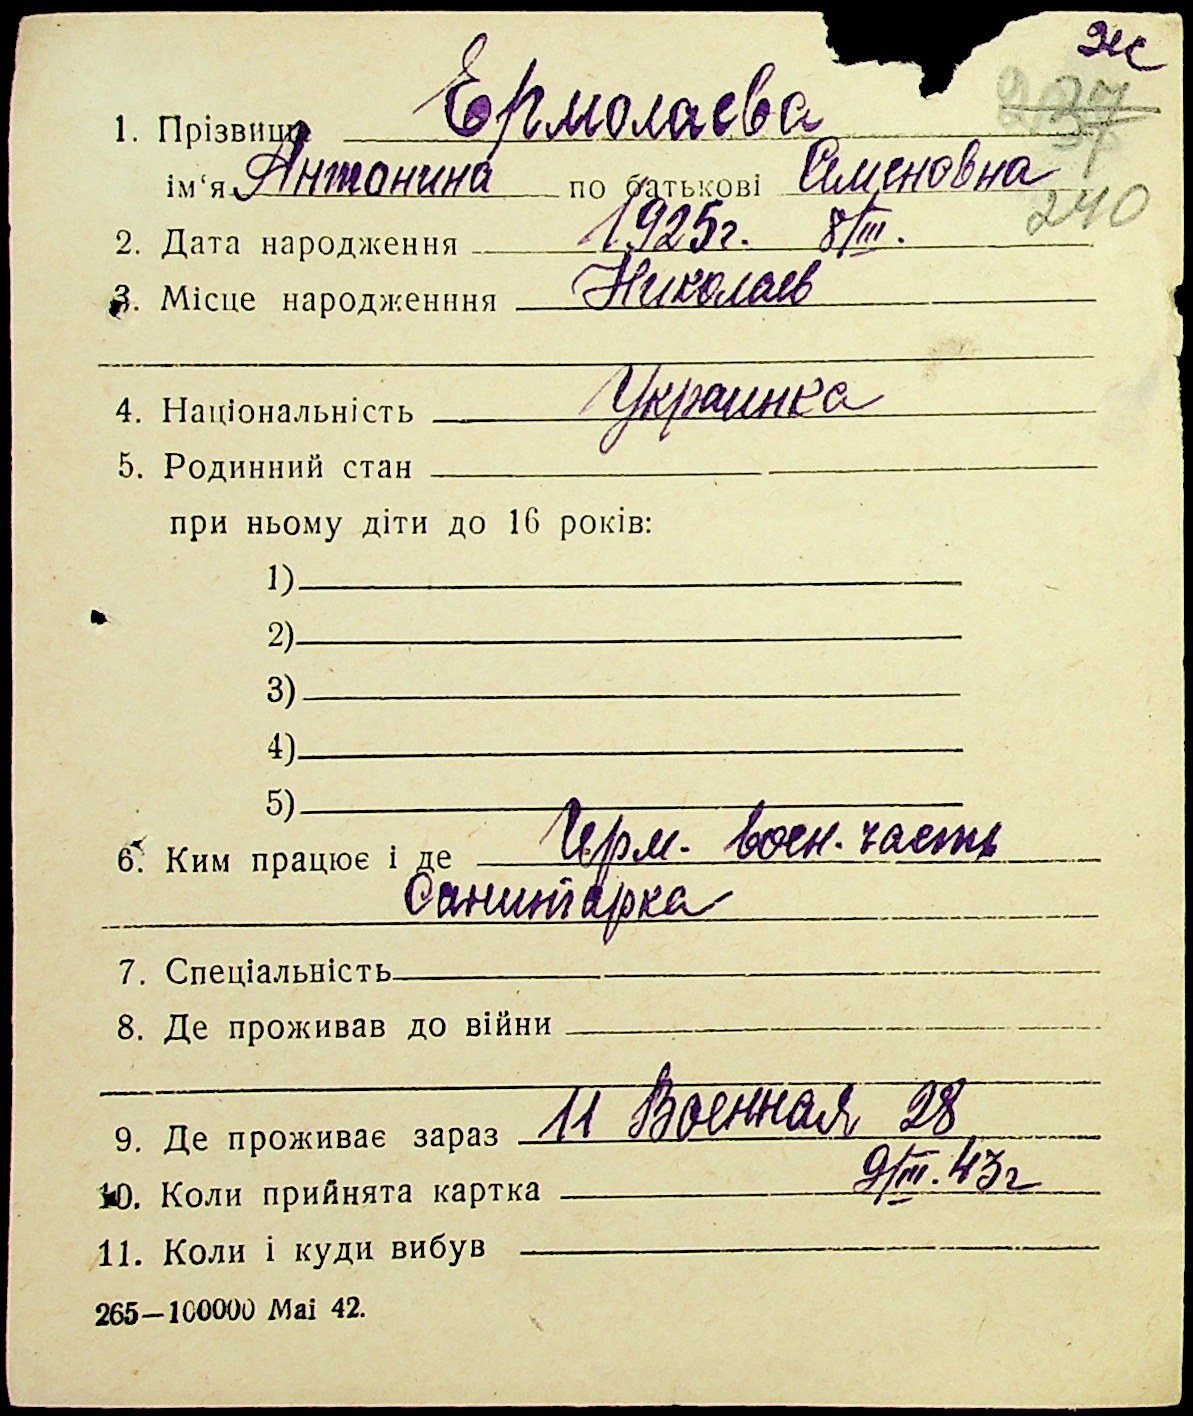 Ж
237
37
240
1. Прізвище Ермолаева
ім‘я Антонина по батькові Семеновна
2. Дата народження 1925г. 8/III.
3. Місце народженння Николаев
4. Національність Украинка
5. Родинний стан
при ньому діти до 16 років:
1)
2)
3)
4)
5)
6. Ким працює і де Герм. воен. часть
Санитарка
7. Спеціальність
8. Де проживав до війни
9. Де проживає зараз 11 Военная 28
10. Коли прийнята картка 9/III. 43г
11. Коли і куди вибув
265—100000 Mai 42.